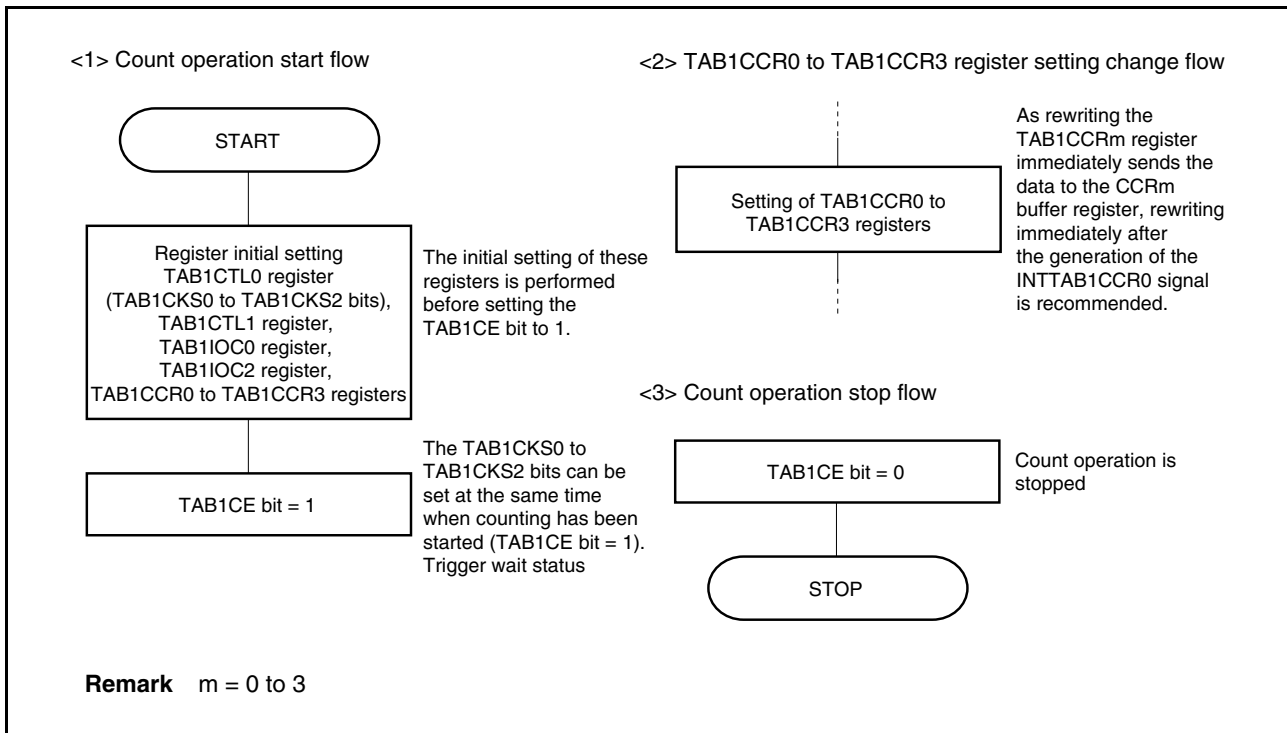 <1> Count operation start flow
START
Register initial setting
TAB1CTL0 register
(TAB1CKS0 to TAB1CKS2 bits),
TAB1CTL1 register,
TAB1IOC0 register,
TAB1IOC2 register,
TAB1CCR0 to TAB1CCR3 registers
The initial setting of these
registers is performed
before setting the
TAB1CE bit to 1.
TAB1CE bit = 1
The TAB1CKS0 to
TAB1CKS2 bits can be
set at the same time
when counting has been
started (TAB1CE bit = 1).
Trigger wait status
<2> TAB1CCR0 to TAB1CCR3 register setting change flow
Setting of TAB1CCR0 to
TAB1CCR3 registers
As rewriting the
TAB1CCRm register
immediately sends the
data to the CCRm
buffer register, rewriting
immediately after
the generation of the
INTTAB1CCR0 signal
is recommended.
<3> Count operation stop flow
TAB1CE bit = 0
Count operation is
stopped
STOP
Remark m = 0 to 3